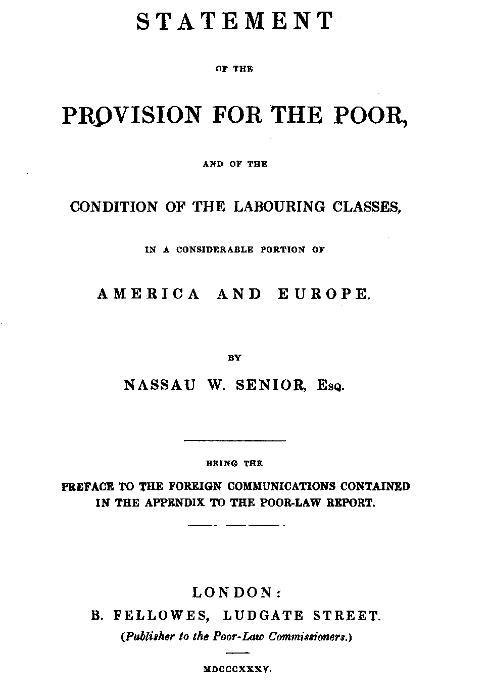 STATEMENT
OF THE
PROVISION FOR THE POOR,
AND OF THE
CONDITION OF THE LABOURING CLASSES,
IN A CONSIDERABLE PORTION OF
AMERICA AND EUROPE.
BY
NASSAU W. SENIOR, Esq.
BEING THE
PREFACE TO THE FOREIGN COMMUNICATIONS CONTAINED
IN THE APPENDIX TO THE POOR-LAW REPORT.
LONDON:
B. FELLOWES, LUDGATE STREET.
(Publisher to the Poor-Law Commissioners.)
MDCCCXXXV.